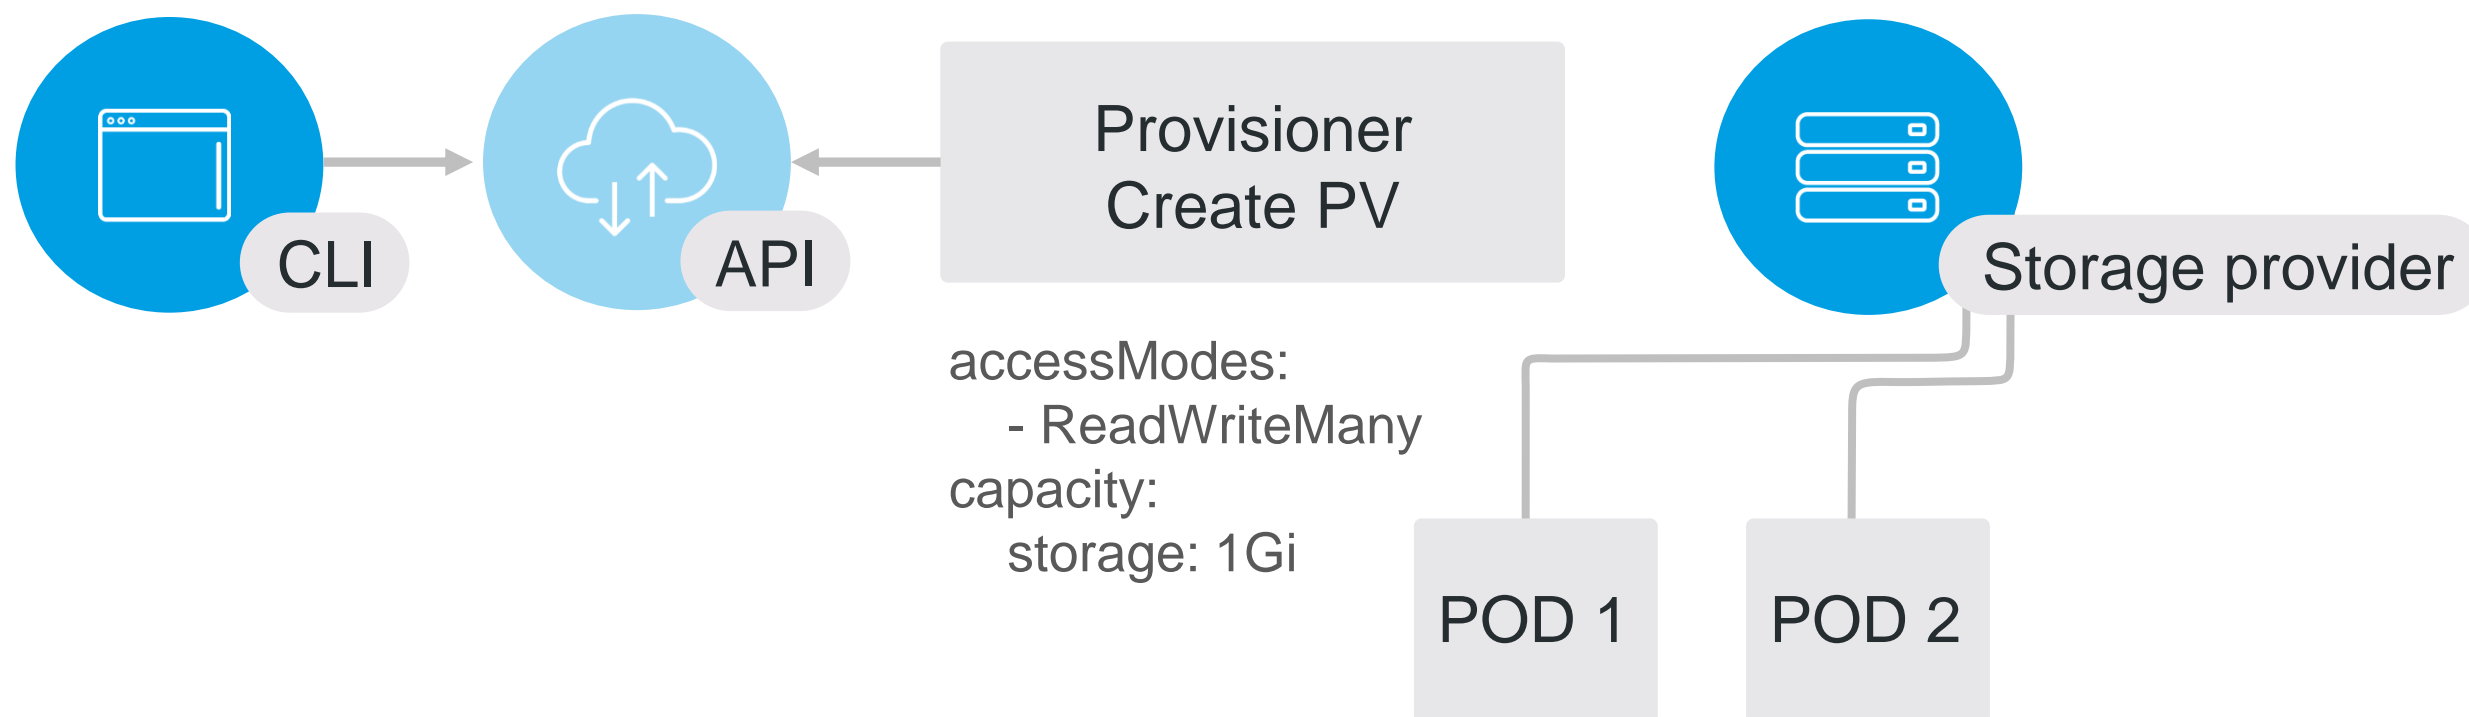 CLI
API
Provisioner
Create PV
Storage provider
accessModes:
- ReadWriteMany
capacity:
storage: 1Gi
POD 1
POD 2